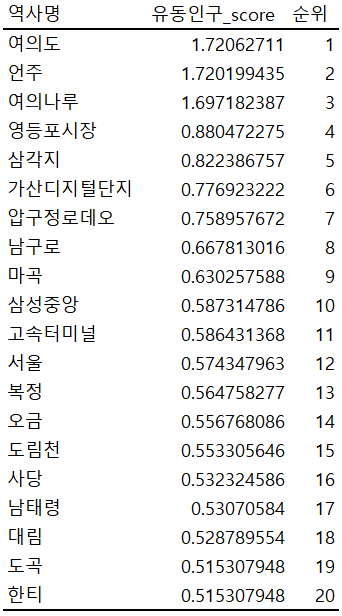 역사명 유동인구_score 순위
여의도 1.72062711 1
언주 1.720199435 2
여의나루 1.697182387 3
영등포시장 0.880472275 4
삼각지 0.822386757 5
가산디지털단지 0.776923222 6
압구정로데오 0.758957672 7
남구로 0.667813016 8
마곡 0.630257588 9
삼성중앙 0.587314786 10
고속터미널 0.586431368 11
서울 0.574347963 12
복정 0.564758277 13
오금 0.556768086 14
도림천 0.553305646 15
사당 0.532324586 16
남태령 0.53070584 17
대림 0.528789554 18
도곡 0.515307948 19
한티 0.515307948 20